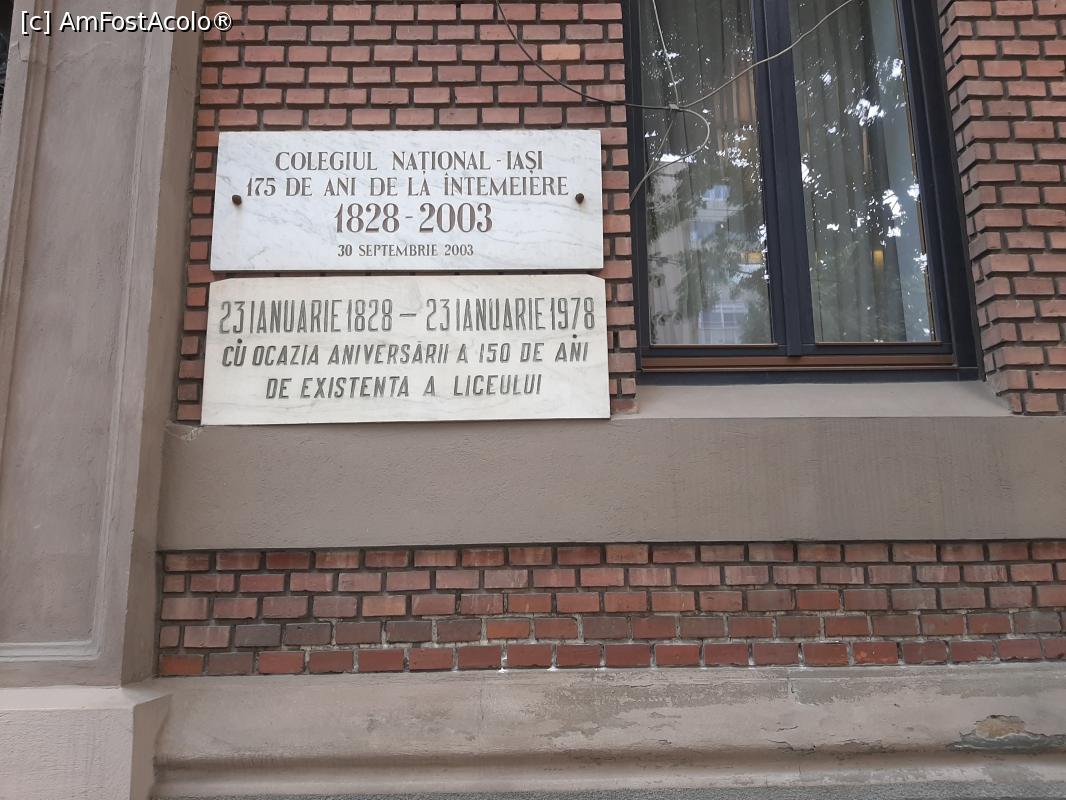 [c] AmFostAcolo®
COLEGIUL NAȚIONAL - IAȘI
175 DE ANI DE LA ÎNTEMEIERE
1828 - 2003
30 SEPTEMBRIE 2003
23 IANUARIE 1828 — 23 IANUARIE 1978
CU OCAZIA ANIVERSĂRII A 150 DE ANI
DE EXISTENTA A LICEULUI